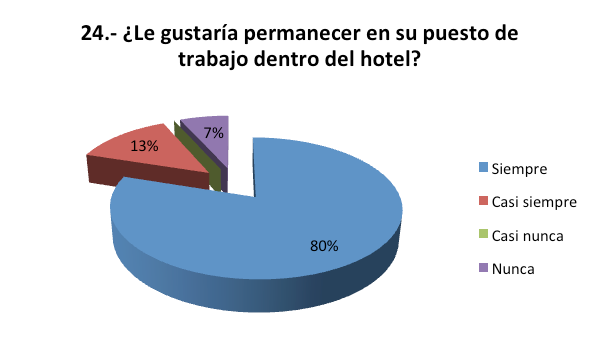 24.- ¿Le gustaría permanecer en su puesto de
trabajo dentro del hotel?
7%
13%
80%
Siempre
Casi siempre
Casi nunca
Nunca